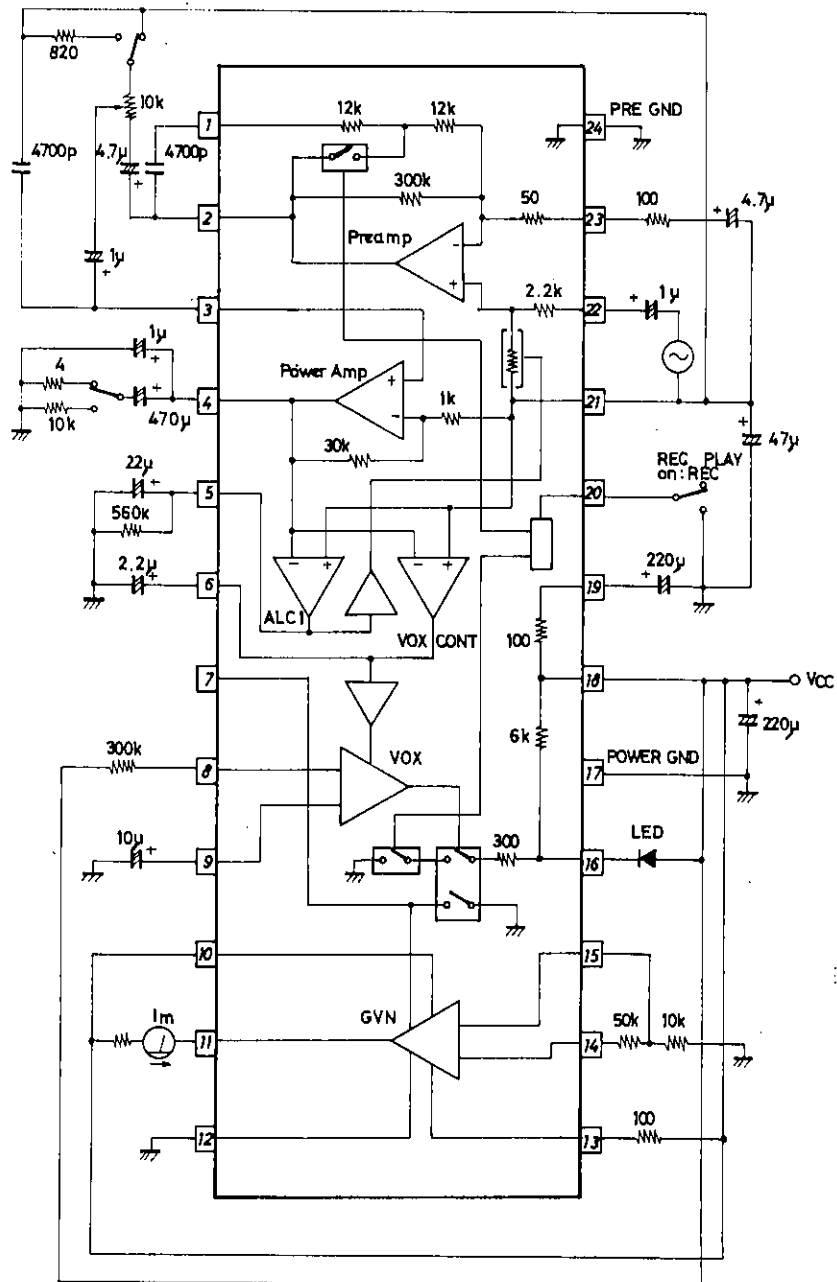 820
10k
4700p
4.7μ
+
4700p
1μ
+
1
12k
12k
300k
50
Preamp
-
+
2
3
24
PRE GND
23
100
+
4.7μ
2.2k
22
+
1μ
1μ
+
4
10k
470μ
+
4
Power Amp
+
-
1k
30k
21
+
47μ
REC PLAY
on:REC
20
22μ
+
560k
5
2.2μ
+
6
-
+
-
+
ALC1
VOX CONT
220μ
+
19
100
18
VCC
+
220μ
6k
7
17
POWER GND
300k
8
VOX
LED
10μ
+
9
300
16
10
15
GVN
Im
11
14
50k
10k
12
13
100